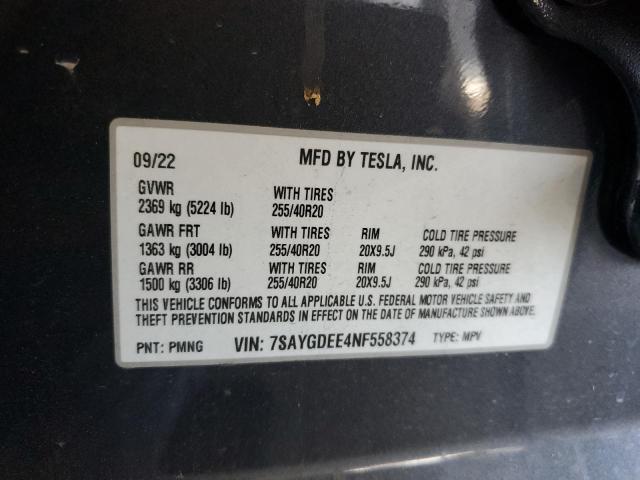 09/22 MFD BY TESLA, INC.
GVWR WITH TIRES
2369 kg (5224 lb) 255/40R20
GAWR FRT WITH TIRES RIM COLD TIRE PRESSURE
1363 kg (3004 lb) 255/40R20 20X9.5J 290 kPa, 42 psi
GAWR RR WITH TIRES RIM COLD TIRE PRESSURE
1500 kg (3306 lb) 255/40R20 20X9.5J 290 kPa, 42 psi
THIS VEHICLE CONFORMS TO ALL APPLICABLE U.S. FEDERAL MOTOR VEHICLE SAFETY AND
THEFT PREVENTION STANDARDS IN EFFECT ON THE DATE OF MANUFACTURE SHOWN ABOVE.
PNT: PMNG VIN: 7SAYGDEE4NF558374 TYPE: MPV